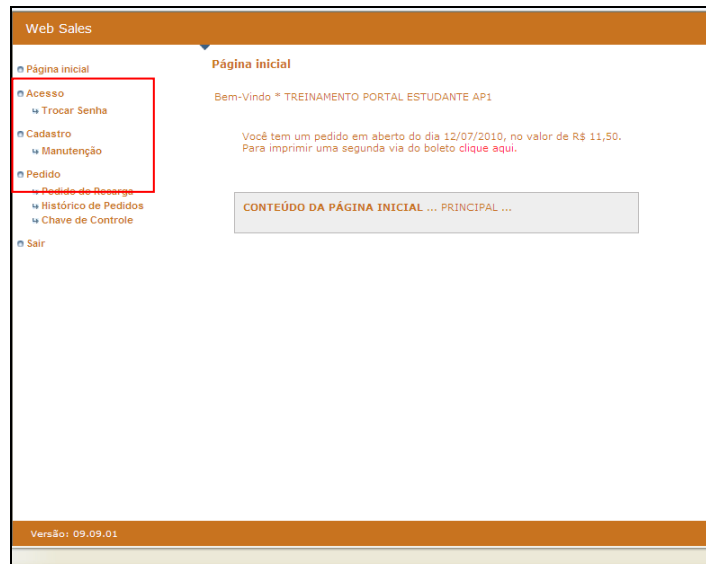 Web Sales
Página inicial
Acesso
Trocar Senha
Cadastro
Manutenção
Pedido
Pedido de Recarga
Histórico de Pedidos
Chave de Controle
Sair
Página inicial
Bem-Vindo * TREINAMENTO PORTAL ESTUDANTE AP1
Você tem um pedido em aberto do dia 12/07/2010, no valor de R$ 11,50.
Para imprimir uma segunda via do boleto clique aqui.
CONTEÚDO DA PÁGINA INICIAL ... PRINCIPAL ...
Versão: 09.09.01